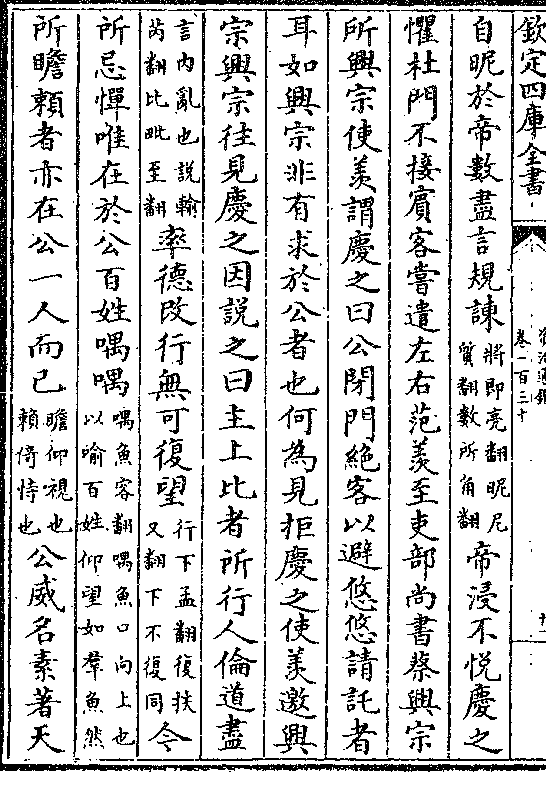 欽定四庫全書
資治通鑑
卷一百三十
自昵於帝數盡言規諫將即亮翻昵尼質翻數所角翻帝浸不悅慶之
懼杜門不接賓客嘗遣左右范羨至吏部尚書蔡興宗
所興宗使羨謂慶之曰公閉門絕客以避悠悠請託者
耳如興宗非有求於公者也何為見拒慶之使羨邀興
宗興宗往見慶之因說之曰主上比者所行人倫道盡
言內亂也說輸芮翻比毗至翻率德改行無可復望行下孟翻復扶又翻下不復同今
所忌憚唯在於公百姓喁喁喁魚容翻喁魚口向上也以喻百姓仰望如羣魚然
所瞻賴者亦在公一人而已瞻仰視也賴倚恃也公威名素著天